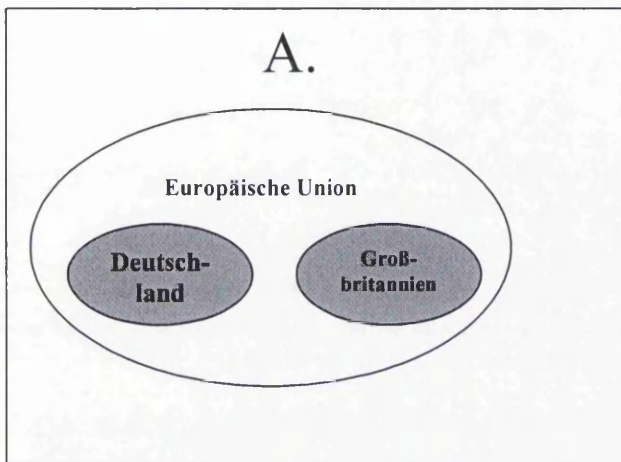 A.
Europäische Union
Deutsch-
land
Groß-
britannien